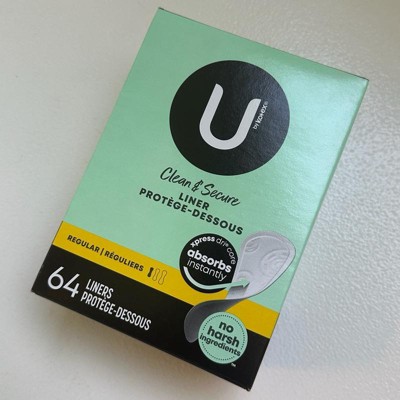 U
by kotex®
Clean & Secure
LINER
PROTÈGE-DESSOUS
REGULAR | RÉGULIERS
xpress dri® core
absorbs
instantly
64
LINERS
PROTÈGE-DESSOUS
no
harsh
ingredients
™